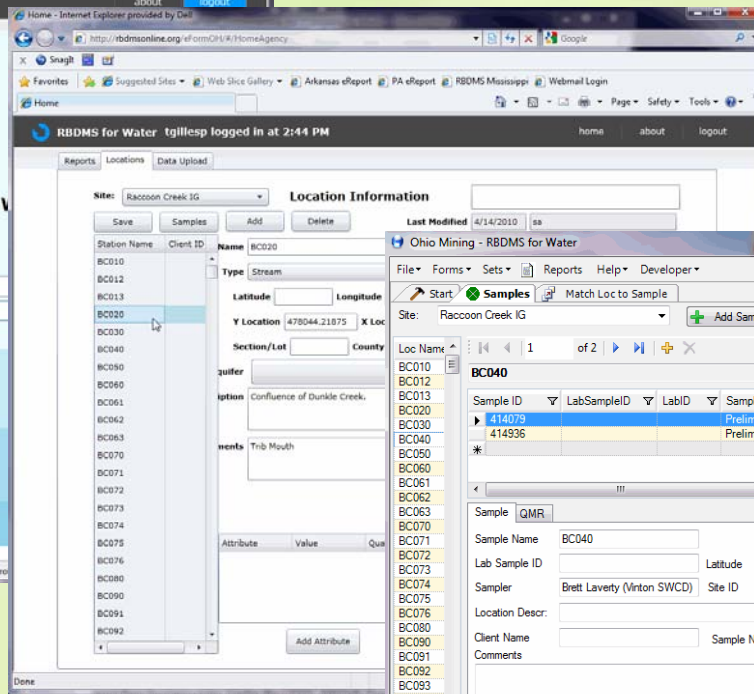 about logout
Home - Internet Explorer provided by Dell
http://rbdmsonline.org/eFormOH/#/HomeAgency
Google
X SnagIt
Favorites Suggested Sites Web Slice Gallery Arkansas eReport PA eReport RBDMS Mississippi Webmail Login
Home
Page Safety Tools
RBDMS for Water tgillesp logged in at 2:44 PM
home about logout
Reports Locations Data Upload
Site: Raccoon Creek IG
Location Information
Save Samples Add Delete
Last Modified 4/14/2010 sa
Station Name Client ID
BC010
BC012
BC013
BC020
BC030
BC040
BC050
BC060
BC061
BC062
BC063
BC070
BC071
BC072
BC073
BC074
BC075
BC076
BC080
BC090
BC091
BC092
Name BC020
Type Stream
Latitude Longitude
Y Location 478044.21875 X Loc
Section/Lot County
quifer
iption Confluence of Dunkle Creek.
ments Trib Mouth
Attribute Value Qua
Add Attribute
Done
Ohio Mining - RBDMS for Water
File Forms Sets Reports Help Developer
Start Samples Match Loc to Sample
Site: Raccoon Creek IG
Add Sam
Loc Name
BC010
BC012
BC013
BC020
BC030
BC040
BC050
BC060
BC061
BC062
BC063
BC070
BC071
BC072
BC073
BC074
BC075
BC076
BC080
BC090
BC091
BC092
BC093
1 of 2
BC040
Sample ID LabSampleID LabID Samp
414079 Prelim
414936 Prelim
Sample QMR
Sample Name BC040
Lab Sample ID Latitude
Sampler Brett Laverty (Vinton SWCD) Site ID
Location Descr:
Client Name Sample N
Comments